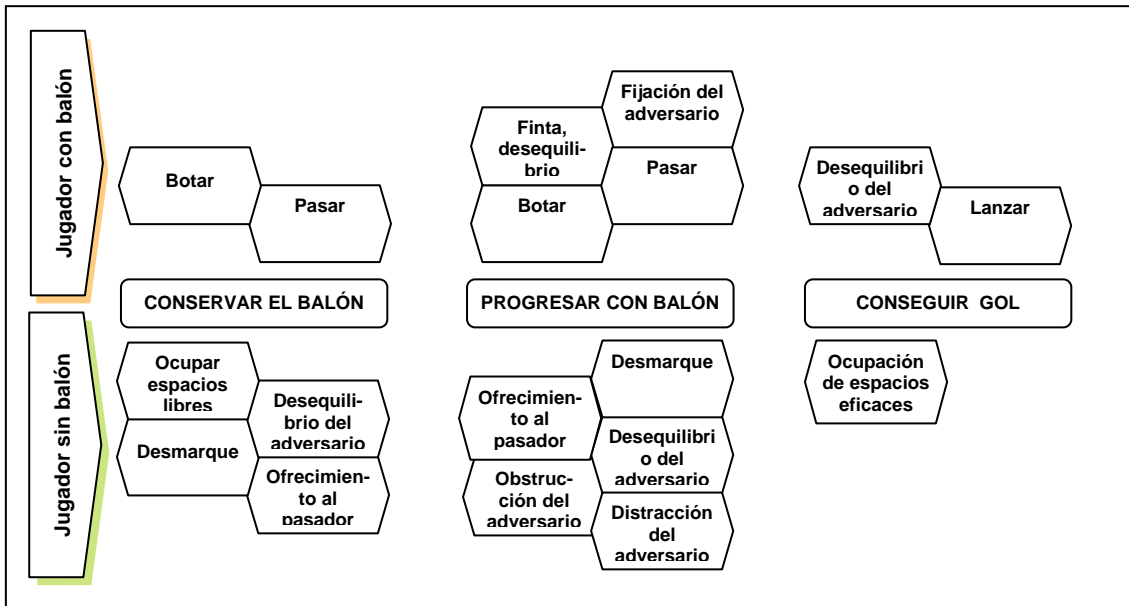 Jugador con balón
Botar
Pasar
Fijación del
adversario
Finta,
desequili-
brio
Pasar
Botar
Desequilibri
o del
adversario
Lanzar
CONSERVAR EL BALÓN
PROGRESAR CON BALÓN
CONSEGUIR GOL
Jugador sin balón
Ocupar
espacios
libres
Desequili-
brio del
adversario
Desmarque
Ofrecimien-
to al
pasador
Desmarque
Ofrecimien-
to al
pasador
Desequilibri
o del
adversario
Obstruc-
ción del
adversario
Distracción
del
adversario
Ocupación
de espacios
eficaces